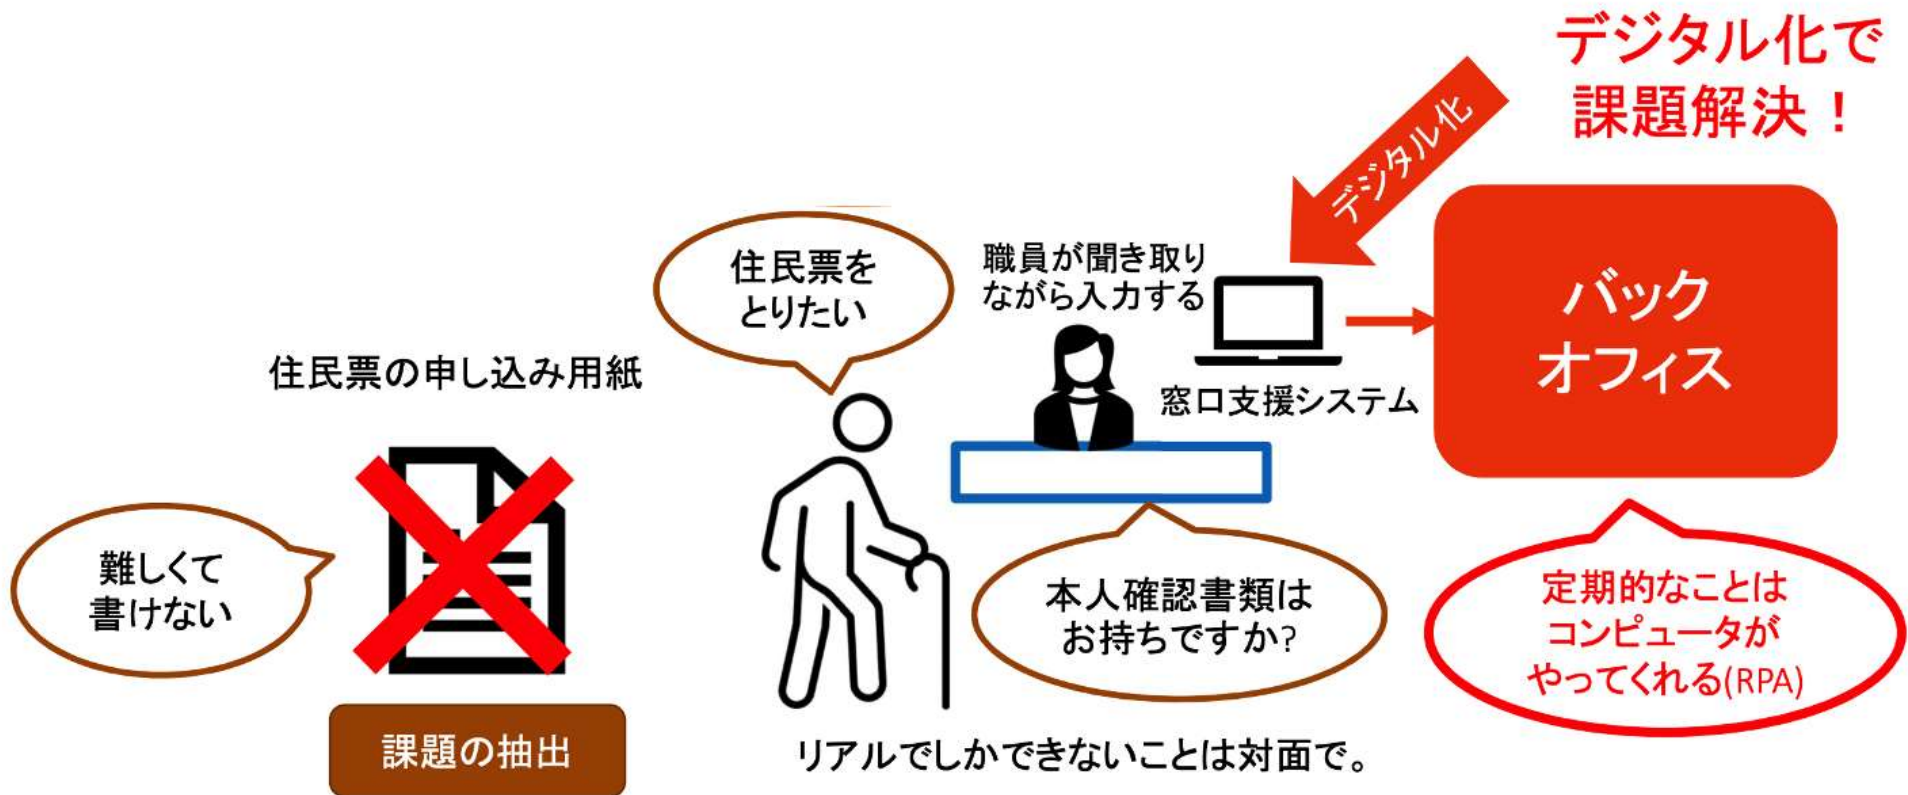 デジタル化で
課題解決！
デジタル化
住民票を
とりたい
職員が聞き取り
ながら入力する
バック
オフィス
住民票の申し込み用紙
窓口支援システム
難しくて
書けない
本人確認書類は
お持ちですか?
定期的なことは
コンピュータが
やってくれる(RPA)
課題の抽出
リアルでしかできないことは対面で。